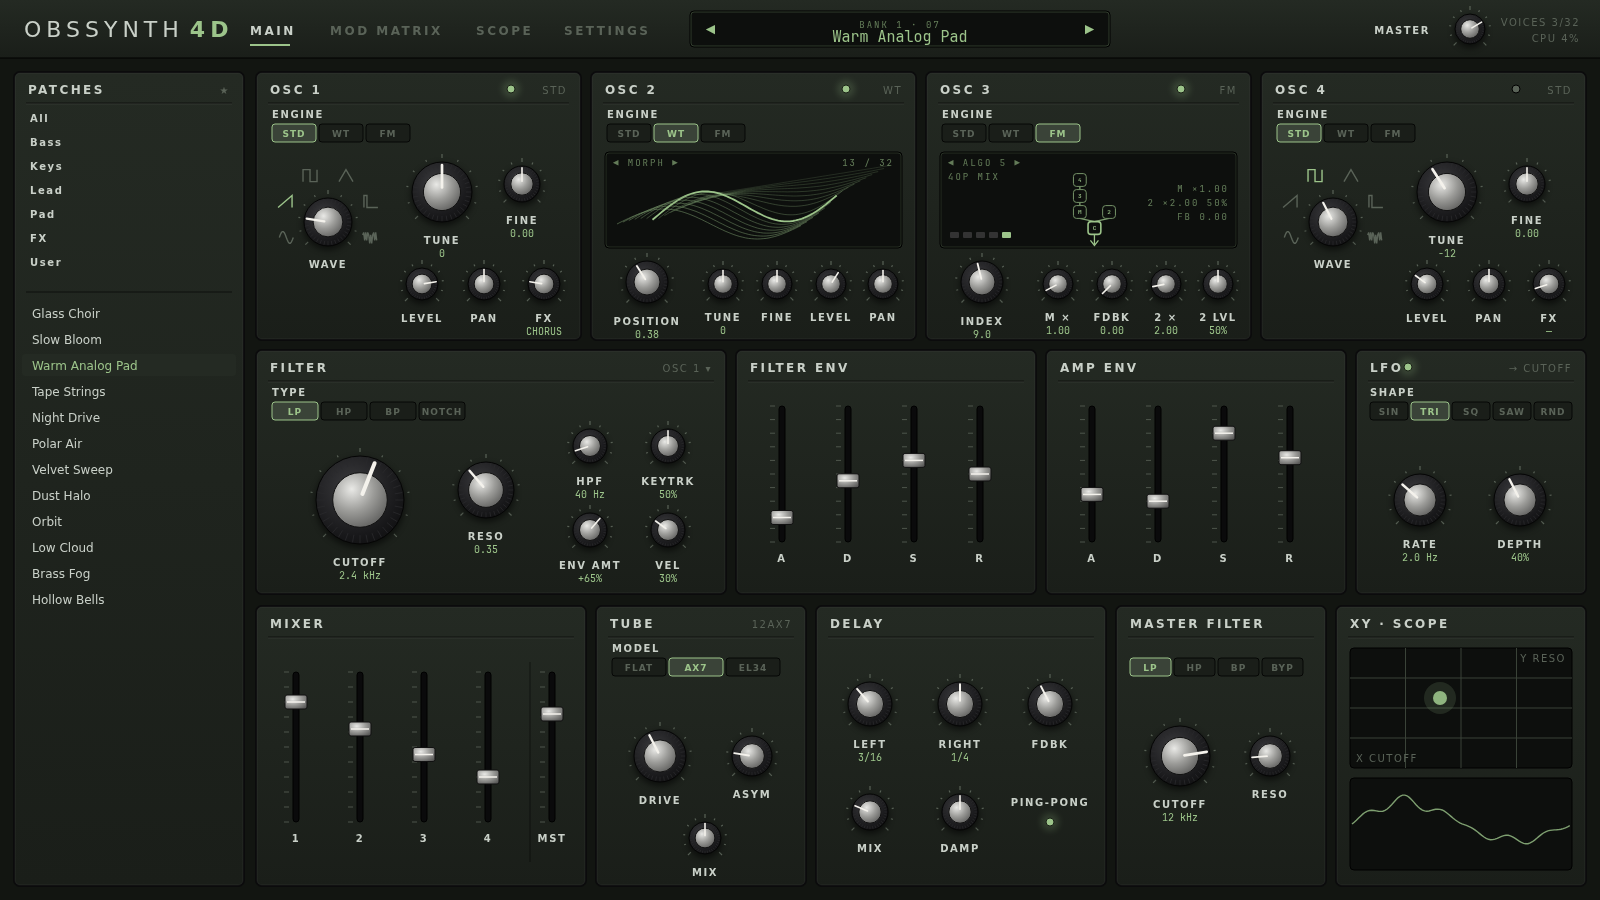 OBSSYNTH 4D
MAIN MOD MATRIX SCOPE SETTINGS
◀ BANK 1 · 07 ▶
Warm Analog Pad
MASTER
VOICES 3/32
CPU 4%
PATCHES ★
All
Bass
Keys
Lead
Pad
FX
User
Glass Choir
Slow Bloom
Warm Analog Pad
Tape Strings
Night Drive
Polar Air
Velvet Sweep
Dust Halo
Orbit
Low Cloud
Brass Fog
Hollow Bells
OSC 1 STD
ENGINE
STD WT FM
WAVE
TUNE
0
FINE
0.00
LEVEL PAN FX
CHORUS
OSC 2 WT
ENGINE
STD WT FM
◀ MORPH ▶ 13 / 32
POSITION
0.38
TUNE
0
FINE LEVEL PAN
OSC 3 FM
ENGINE
STD WT FM
◀ ALGO 5 ▶
4OP MIX
4
3
M 2
C
M ×1.00
2 ×2.00 50%
FB 0.00
INDEX
9.0
M × FDBK 2 × 2 LVL
1.00 0.00 2.00 50%
OSC 4 STD
ENGINE
STD WT FM
WAVE
TUNE
-12
FINE
0.00
LEVEL PAN FX
—
FILTER OSC 1 ▾
TYPE
LP HP BP NOTCH
CUTOFF
2.4 kHz
RESO
0.35
HPF
40 Hz
KEYTRK
50%
ENV AMT
+65%
VEL
30%
FILTER ENV
A D S R
AMP ENV
A D S R
LFO → CUTOFF
SHAPE
SIN TRI SQ SAW RND
RATE
2.0 Hz
DEPTH
40%
MIXER
1 2 3 4 MST
TUBE 12AX7
MODEL
FLAT AX7 EL34
DRIVE
ASYM
MIX
DELAY
LEFT
3/16
RIGHT
1/4
FDBK
MIX
DAMP
PING-PONG
MASTER FILTER
LP HP BP BYP
CUTOFF
12 kHz
RESO
XY · SCOPE
Y RESO
X CUTOFF